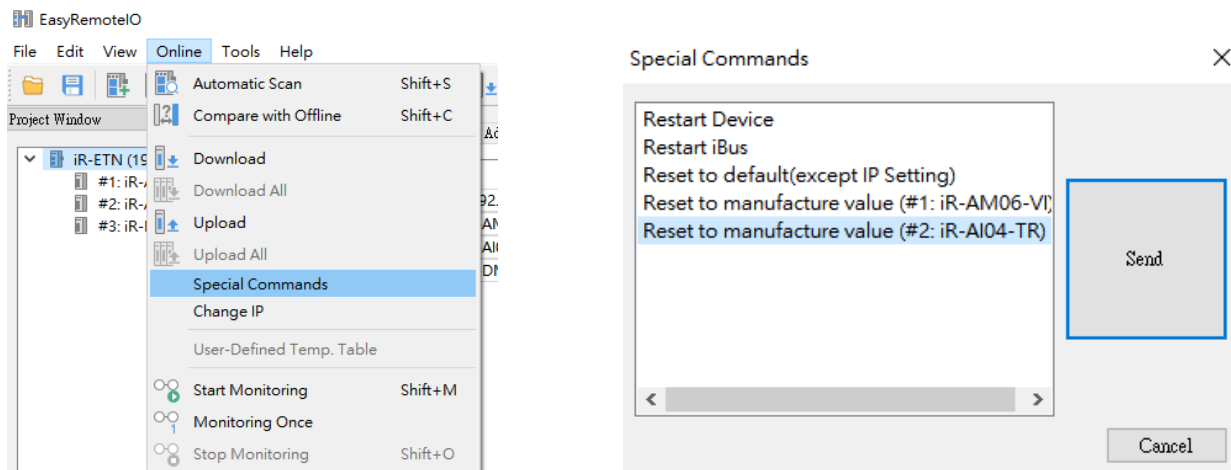 EasyRemoteIO
File Edit View Online Tools Help
Project Window
iR-ETN (19
#1: iR-
#2: iR-
#3: iR-
Automatic Scan Shift+S
Compare with Offline Shift+C
Download
Download All
Upload
Upload All
Special Commands
Change IP
User-Defined Temp. Table
Start Monitoring Shift+M
Monitoring Once
Stop Monitoring Shift+O
92.
Special Commands
Restart Device
Restart iBus
Reset to default(except IP Setting)
Reset to manufacture value (#1: iR-AM06-VI)
Reset to manufacture value (#2: iR-AI04-TR)
Send
Cancel